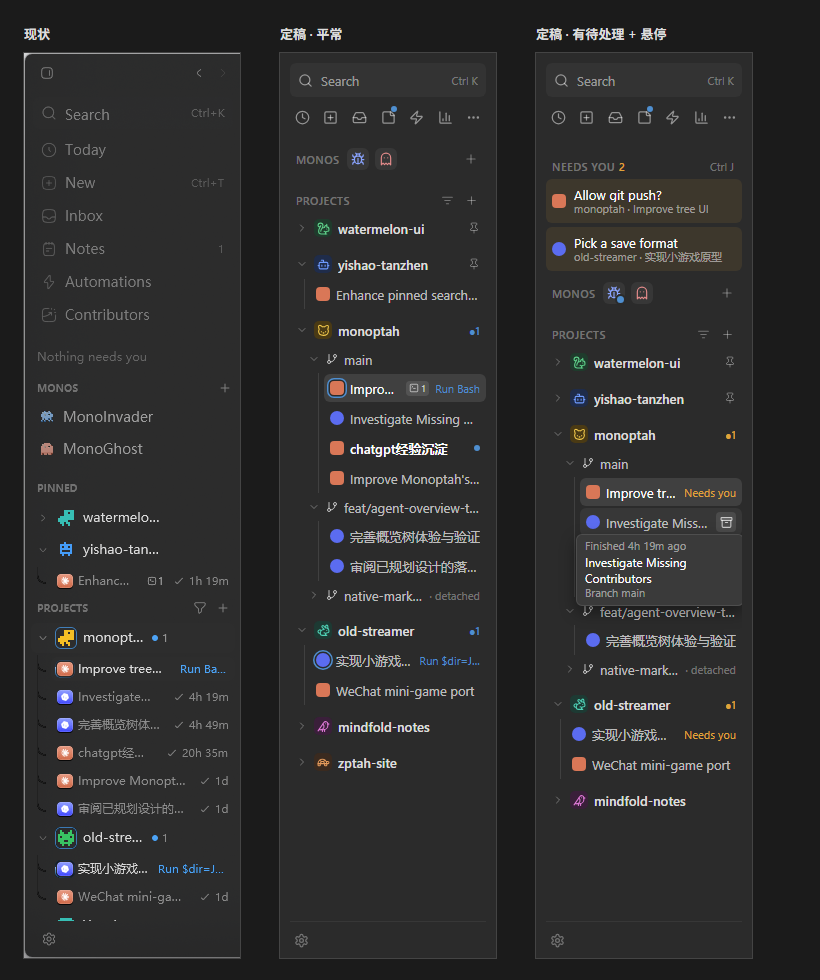 现状
Search Ctrl+K
Today
New Ctrl+T
Inbox
Notes 1
Automations
Contributors
Nothing needs you
MONOS
MonoInvader
MonoGhost
PINNED
watermelo...
yishao-tan...
Enhanc... 1 1h 19m
PROJECTS
monopt... 1
Improve tree... Run Ba...
Investigate... 4h 19m
完善概览树体... 4h 49m
chatgpt经... 20h 35m
Improve Monopt... 1d
审阅已规划设计的... 1d
old-stre... 1
实现小游戏... Run $dir=J...
WeChat mini-ga... 1d
定稿 · 平常
Search Ctrl K
MONOS
PROJECTS
watermelon-ui
yishao-tanzhen
Enhance pinned search...
monoptah 1
main
Impro... 1 Run Bash
Investigate Missing ...
chatgpt经验沉淀
Improve Monoptah's...
feat/agent-overview-t...
完善概览树体验与验证
审阅已规划设计的落...
native-mark... · detached
old-streamer 1
实现小游戏... Run $dir=J...
WeChat mini-game port
mindfold-notes
zptah-site
定稿 · 有待处理 + 悬停
Search Ctrl K
NEEDS YOU 2 Ctrl J
Allow git push?
monoptah · Improve tree UI
Pick a save format
old-streamer · 实现小游戏原型
MONOS
PROJECTS
watermelon-ui
yishao-tanzhen
monoptah 1
main
Improve tr... Needs you
Investigate Miss...
Finished 4h 19m ago
Investigate Missing
Contributors
Branch main
feat/agent-overview-t...
完善概览树体验与验证
native-mark... · detached
old-streamer 1
实现小游戏... Needs you
WeChat mini-game port
mindfold-notes